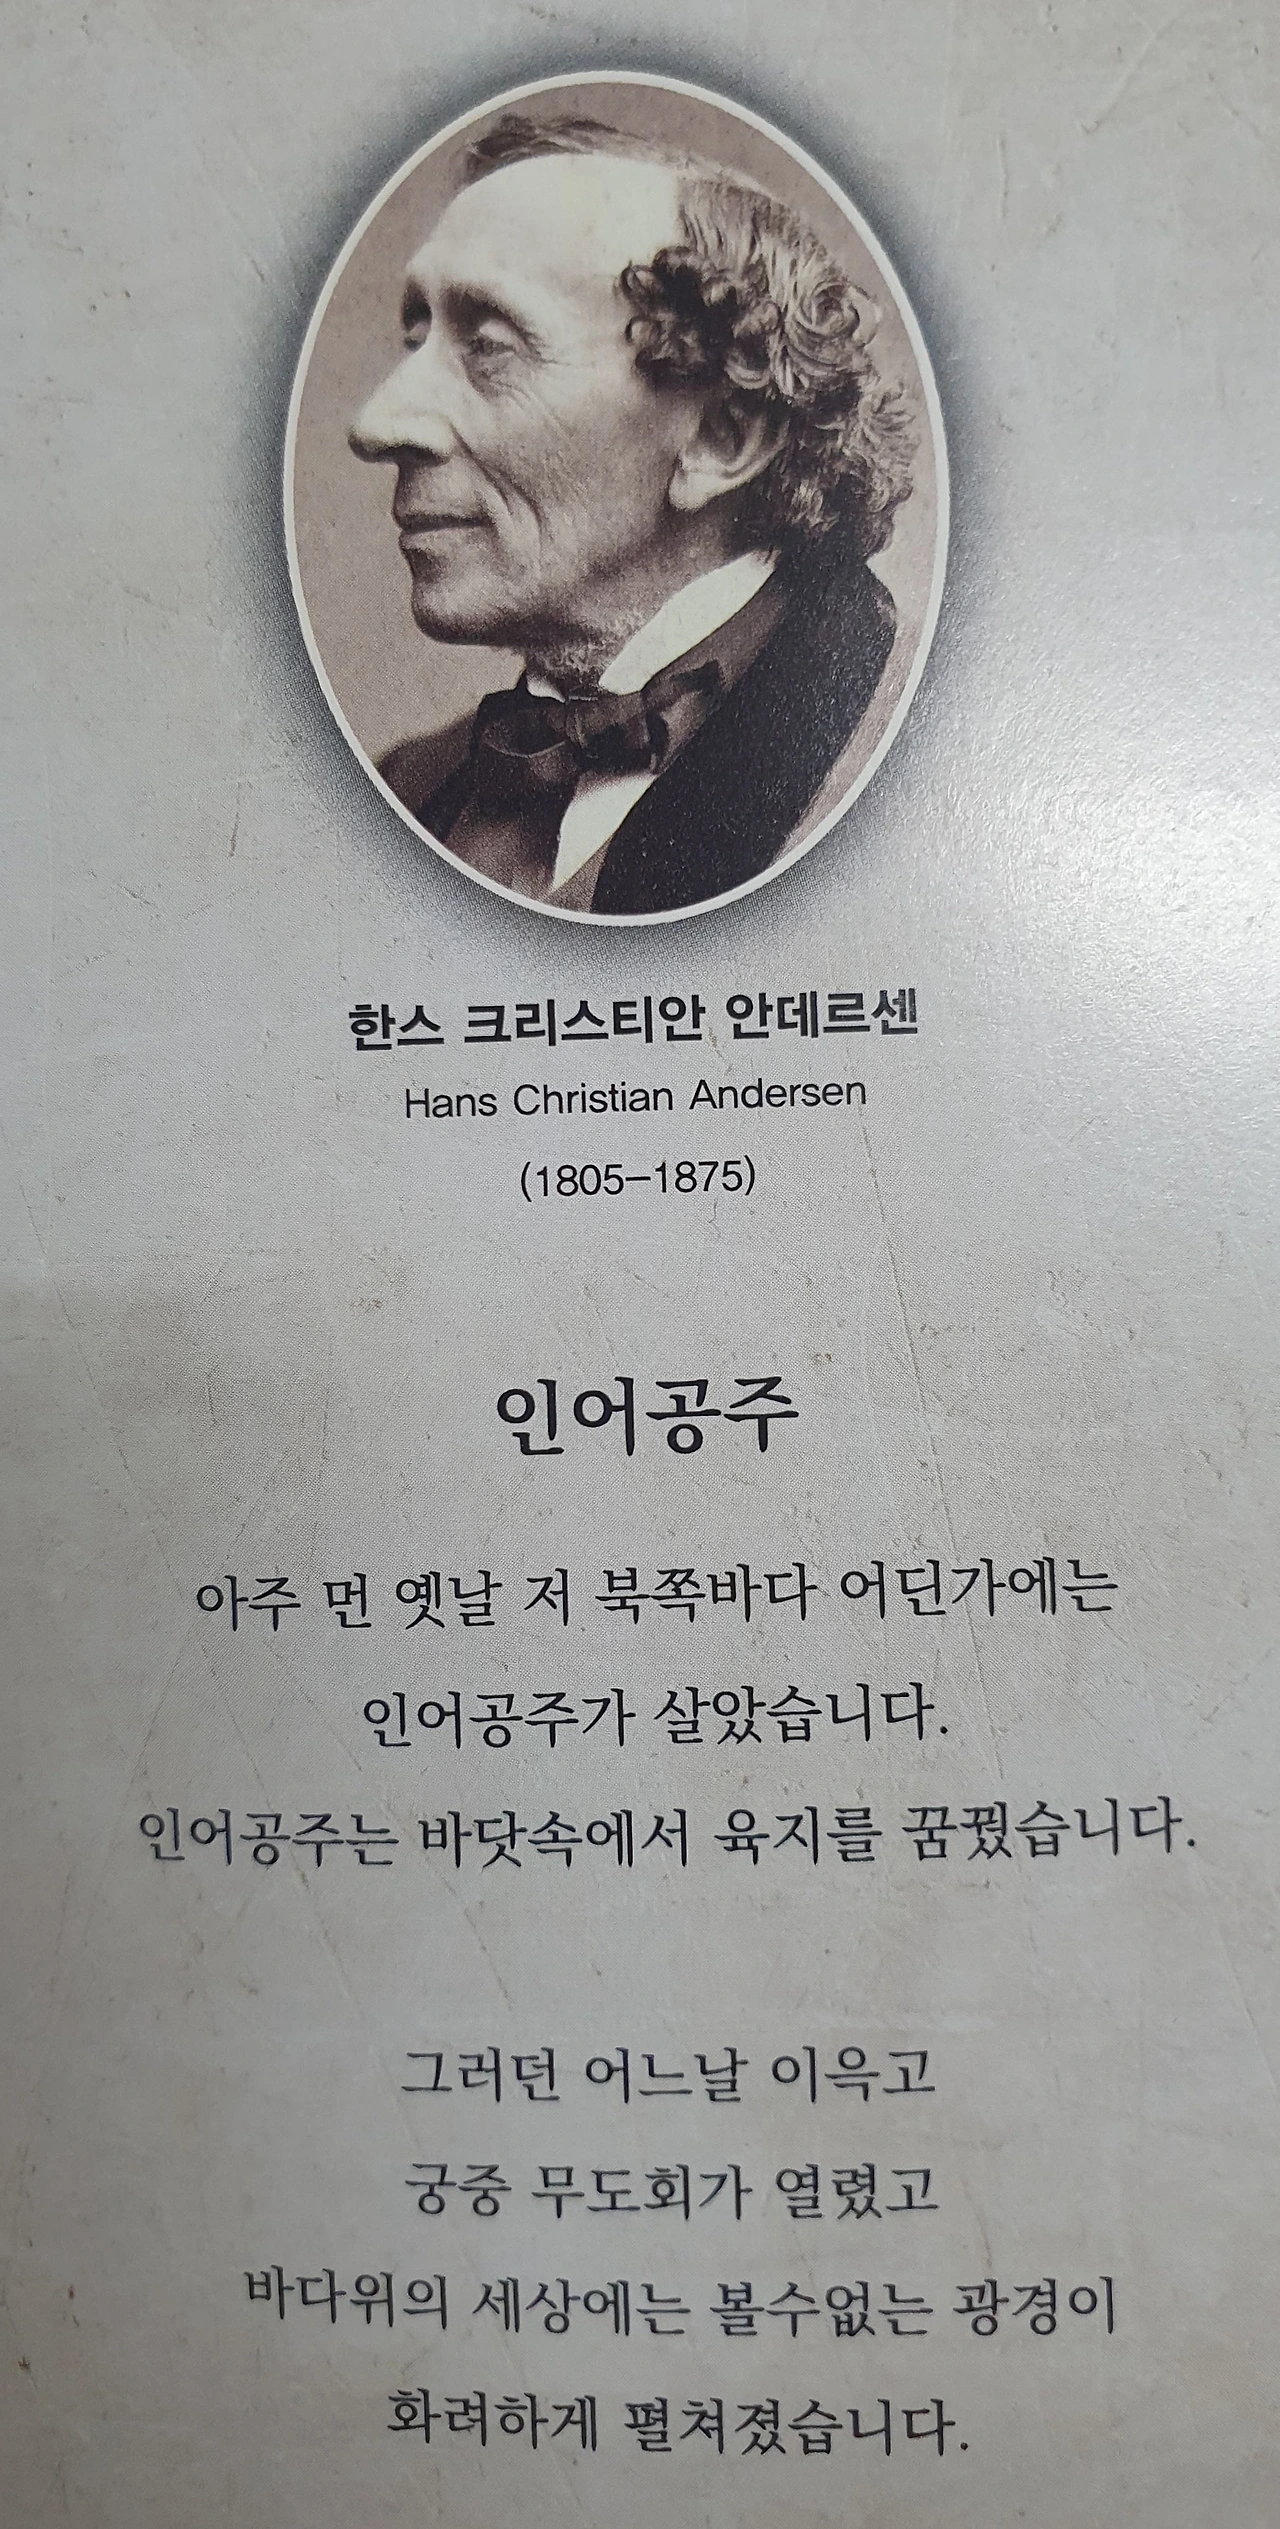 한스 크리스티안 안데르센
Hans Christian Andersen
(1805–1875)
인어공주
아주 먼 옛날 저 북쪽바다 어딘가에는
인어공주가 살았습니다.
인어공주는 바닷속에서 육지를 꿈꿨습니다.
그러던 어느날 이윽고
궁중 무도회가 열렸고
바다위의 세상에는 볼수없는 광경이
화려하게 펼쳐졌습니다.